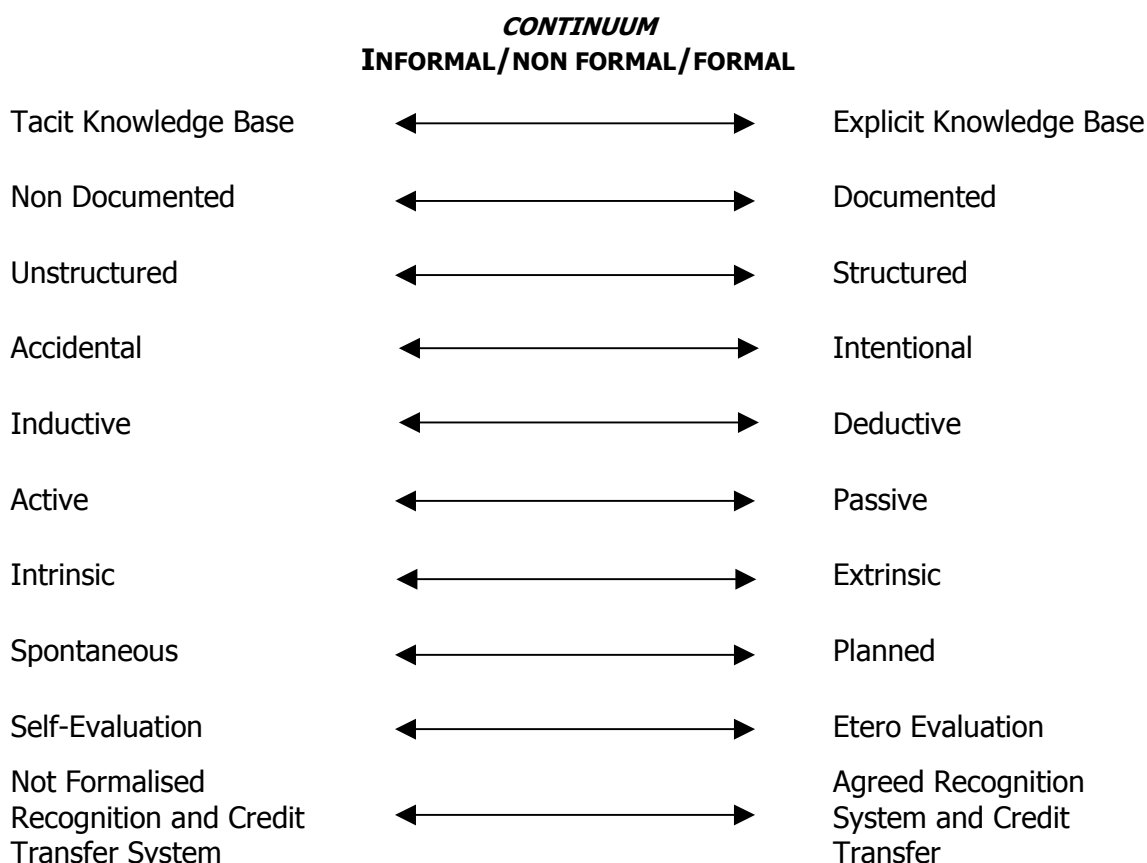 CONTINUUM
INFORMAL/NON FORMAL/FORMAL
Tacit Knowledge Base Explicit Knowledge Base
Non Documented Documented
Unstructured Structured
Accidental Intentional
Inductive Deductive
Active Passive
Intrinsic Extrinsic
Spontaneous Planned
Self-Evaluation Etero Evaluation
Not Formalised Agreed Recognition
Recognition and Credit System and Credit
Transfer System Transfer